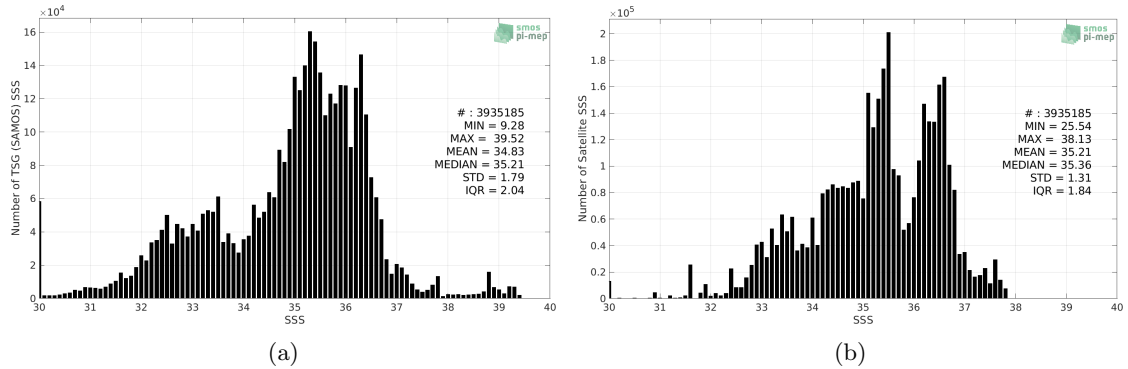 ×10^4
16
14
12
10
8
6
4
2
0
30 31 32 33 34 35 36 37 38 39 40
SSS
Number of TSG (SAMOS) SSS
smos
pi-mep
# : 3935185
MIN = 9.28
MAX = 39.52
MEAN = 34.83
MEDIAN = 35.21
STD = 1.79
IQR = 2.04
(a)
×10^5
2
1.8
1.6
1.4
1.2
1
0.8
0.6
0.4
0.2
0
30 31 32 33 34 35 36 37 38 39 40
SSS
Number of Satellite SSS
smos
pi-mep
# : 3935185
MIN = 25.54
MAX = 38.13
MEAN = 35.21
MEDIAN = 35.36
STD = 1.31
IQR = 1.84
(b)